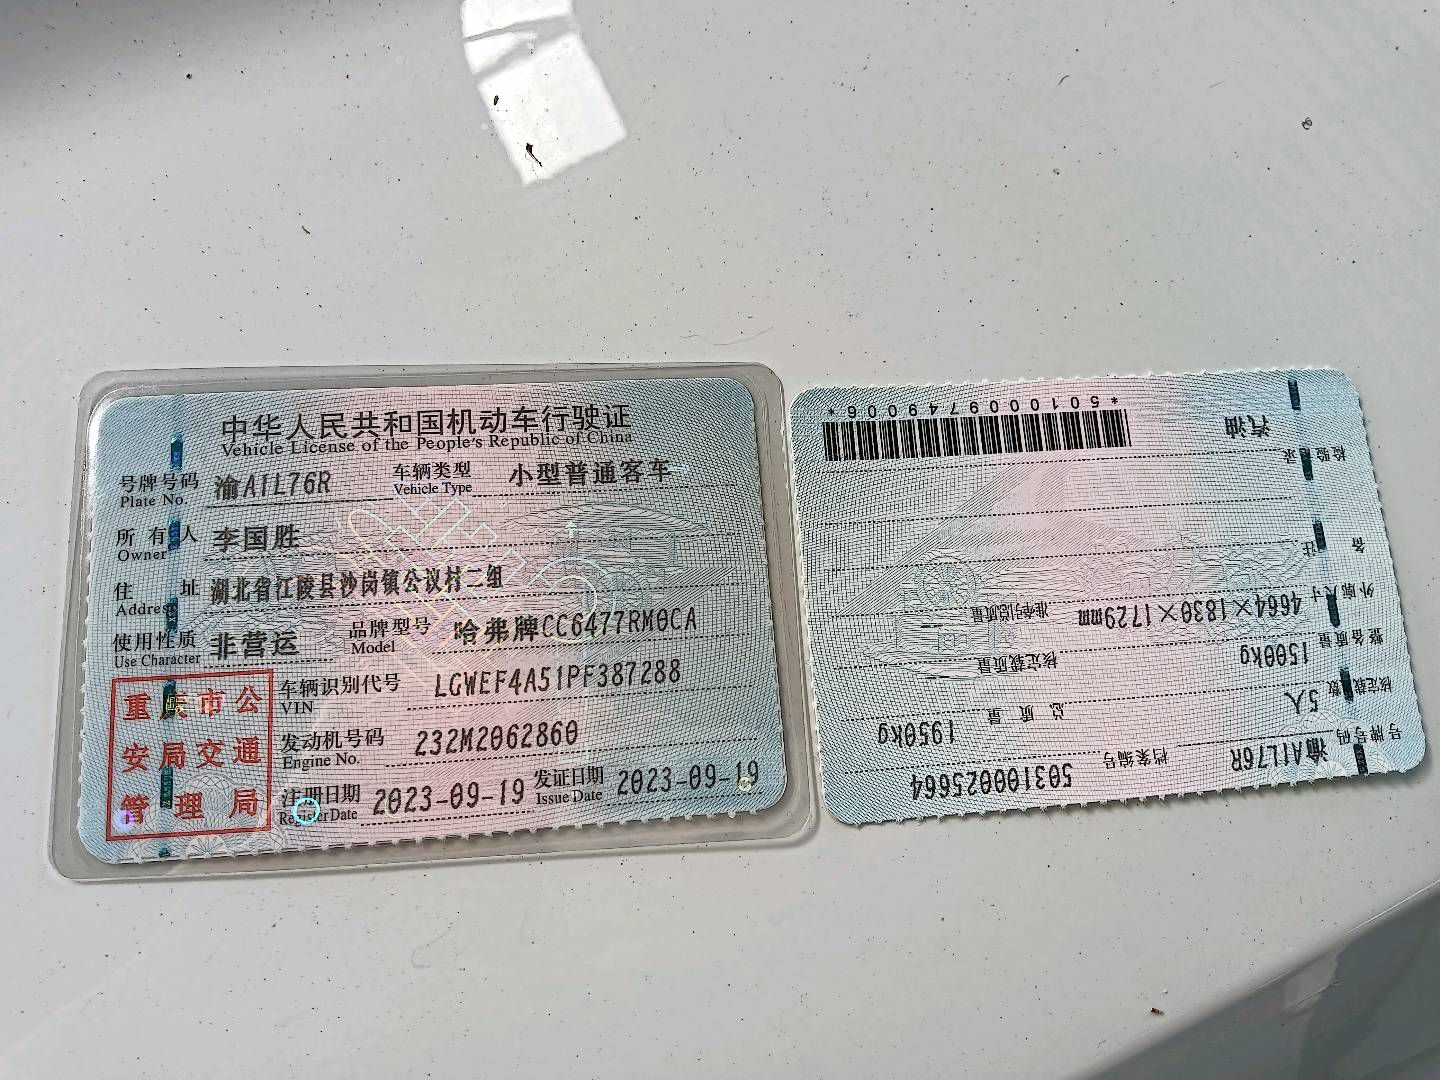 中华人民共和国机动车行驶证
Vehicle License of the People's Republic of China
号牌号码 渝A1L76R 车辆类型 小型普通客车
Plate No. Vehicle Type
所有人 李国胜
Owner
住址 湖北省江陵县沙岗镇公议村二组
Address
使用性质 非营运 品牌型号 哈弗牌CC6477RM0CA
Use Character Model
车辆识别代号 LGWEF4A51PF387288
VIN
发动机号码 232M2062860
Engine No.
注册日期 2023-09-19 发证日期 2023-09-19
Register Date Issue Date
重庆市公
安局交通
管理局
号牌号码 渝A1L76R 档案编号 503100025664
核定载人数 5人 总质量 1950kg
整备质量 1500kg 核定载质量
外廓尺寸 4664×1830×1729mm 准牵引总质量
备注
检验记录
汽油
*5010009749006*